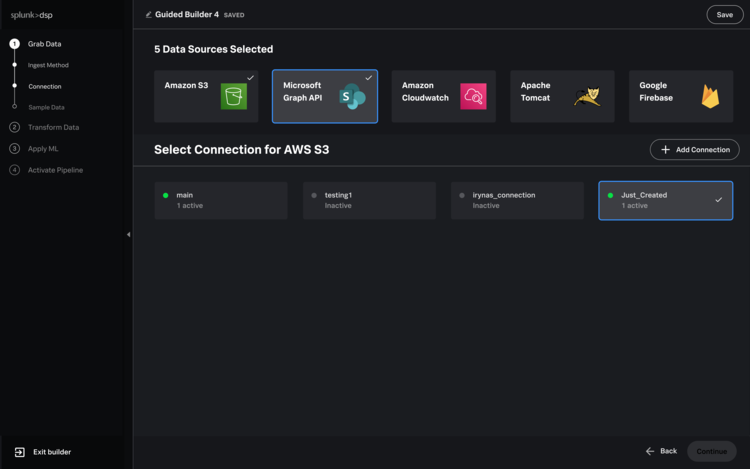 splunk>dsp
Guided Builder 4 SAVED
Save
1 Grab Data
Ingest Method
Connection
Sample Data
2 Transform Data
3 Apply ML
4 Activate Pipeline
5 Data Sources Selected
Amazon S3
Microsoft
Graph API
S
Amazon
Cloudwatch
Apache
Tomcat
Google
Firebase
Select Connection for AWS S3
+ Add Connection
main
1 active
testing1
Inactive
irynas_connection
Inactive
Just_Created
1 active
Exit builder
Back
Continue